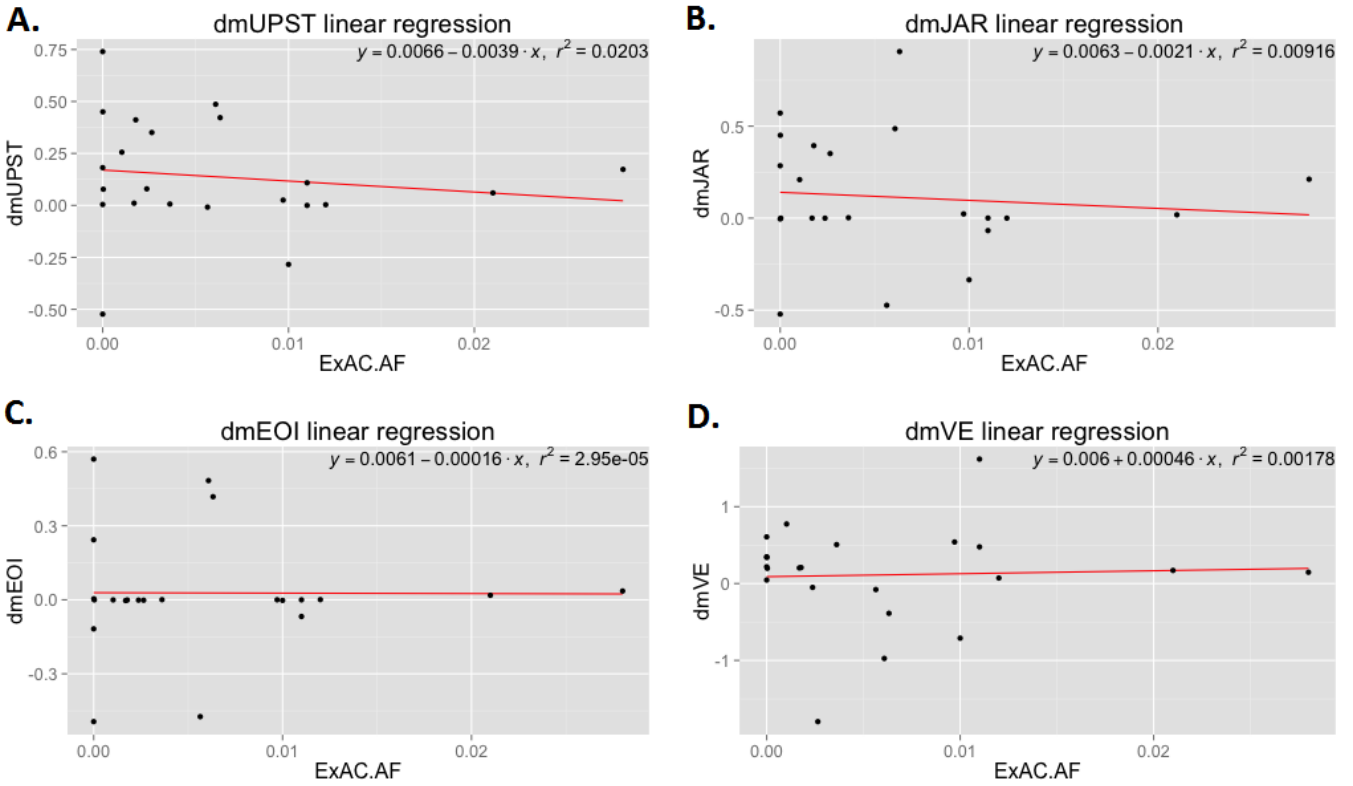 A.
dmUPST linear regression
y = 0.0066 − 0.0039 · x, r² = 0.0203
dmUPST
0.75
0.50
0.25
0.00
-0.25
-0.50
0.00 0.01 0.02
ExAC.AF
B.
dmJAR linear regression
y = 0.0063 − 0.0021 · x, r² = 0.00916
dmJAR
0.5
0.0
-0.5
0.00 0.01 0.02
ExAC.AF
C.
dmEOI linear regression
y = 0.0061 − 0.00016 · x, r² = 2.95e-05
dmEOI
0.6
0.3
0.0
-0.3
0.00 0.01 0.02
ExAC.AF
D.
dmVE linear regression
y = 0.006 + 0.00046 · x, r² = 0.00178
dmVE
1
0
-1
0.00 0.01 0.02
ExAC.AF